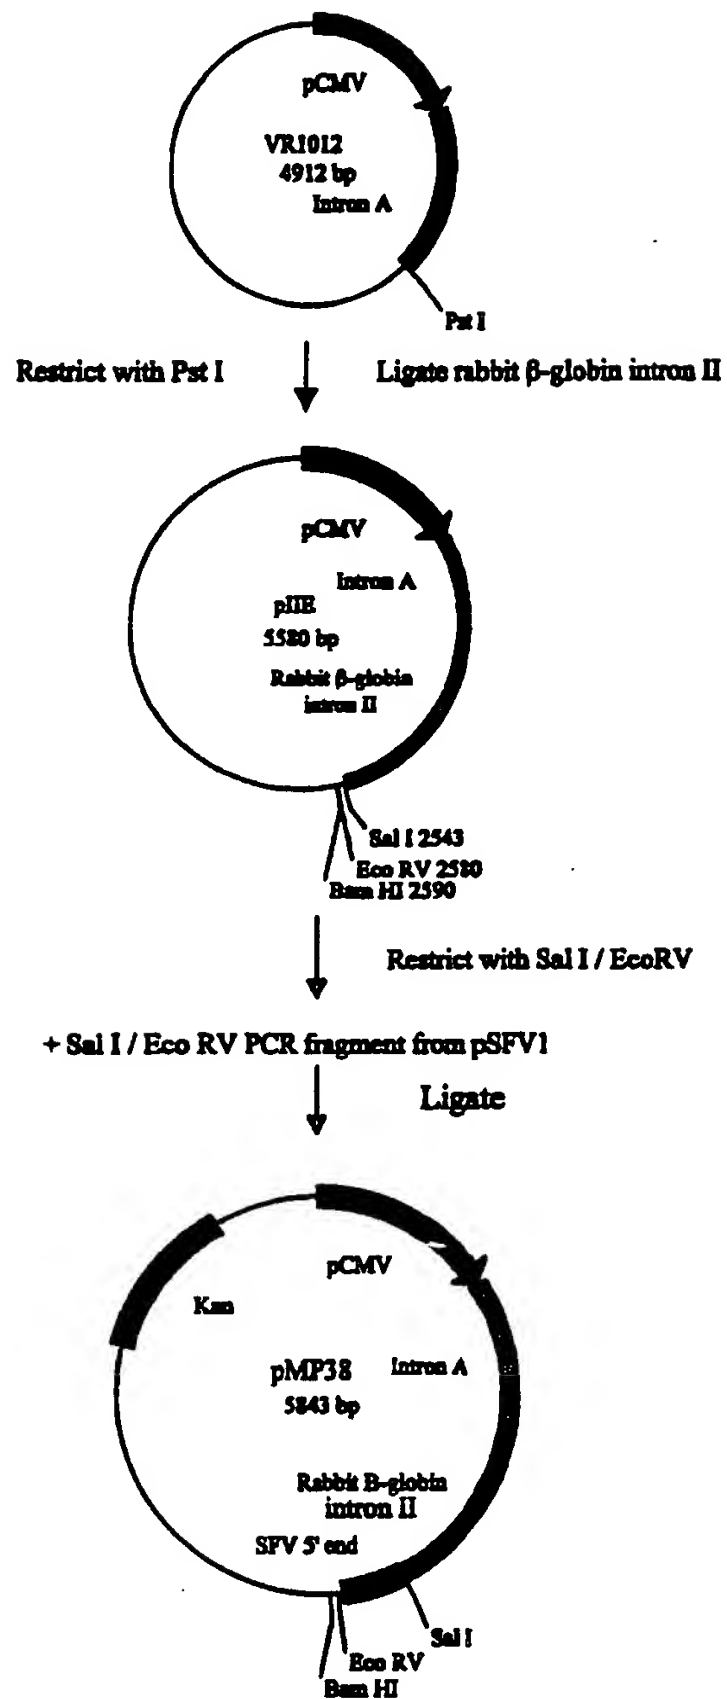 pCMV
VR1012
4912 bp
Intron A
Pst I
Restrict with Pst I
Ligate rabbit β-globin intron II
pCMV
Intron A
pIIE
5580 bp
Rabbit β-globin
intron II
Sal I 2543
Eco RV 2580
Bam HI 2590
Restrict with Sal I / EcoRV
+ Sal I / Eco RV PCR fragment from pSFV1
Ligate
pCMV
Kan
Intron A
pMP38
5843 bp
Rabbit B-globin
intron II
SFV 5' end
Sal I
Eco RV
Bam HI